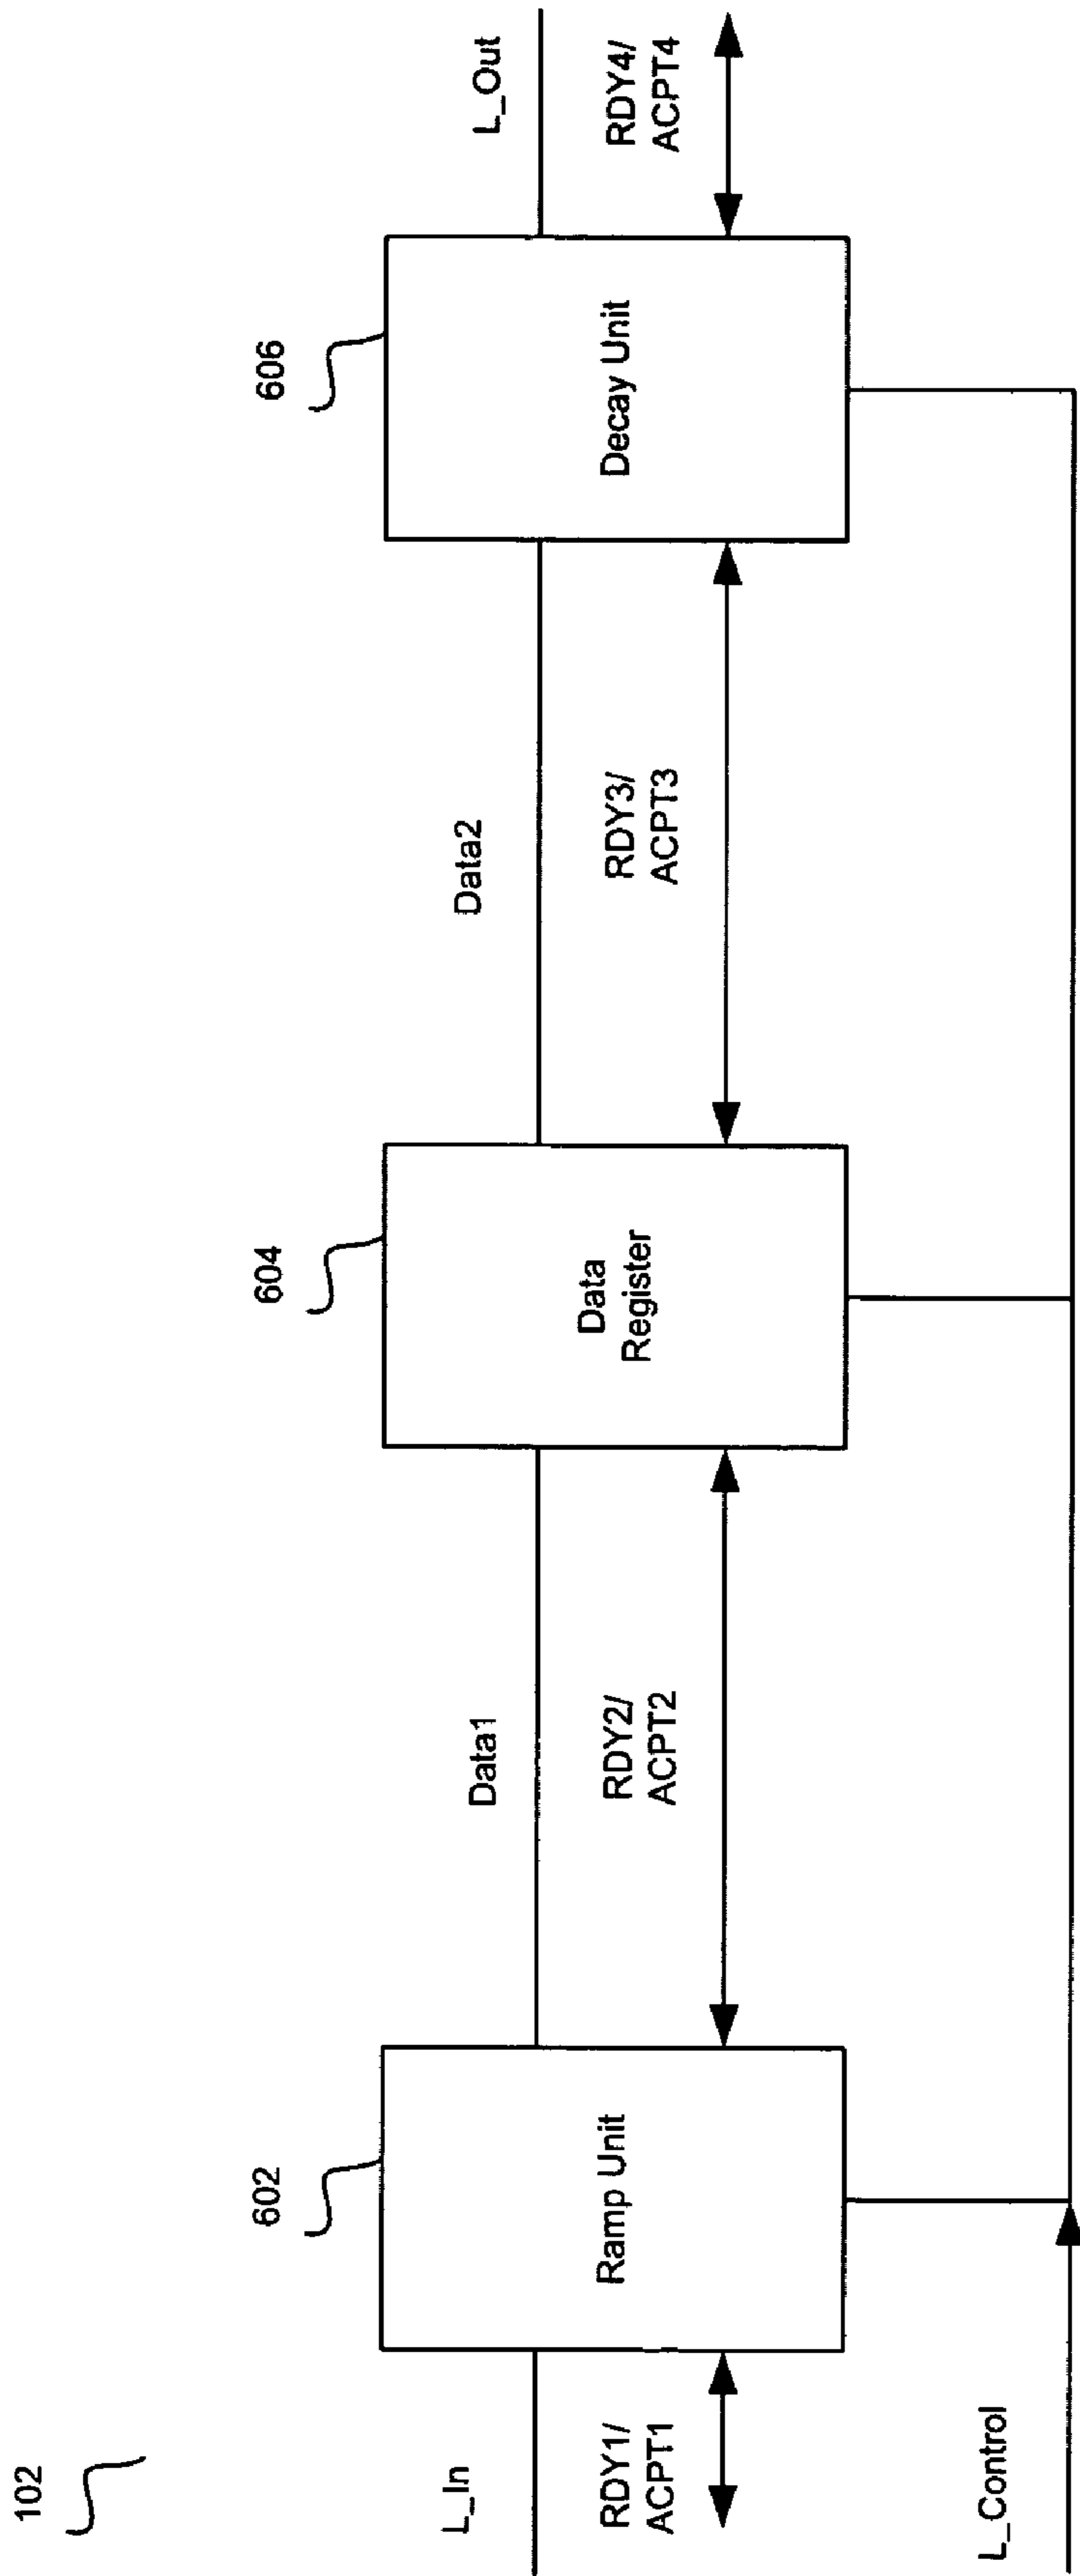 102
602
604
606
L_In
Data1
Data2
L_Out
RDY1/
ACPT1
Ramp Unit
RDY2/
ACPT2
Data
Register
RDY3/
ACPT3
Decay Unit
RDY4/
ACPT4
L_Control